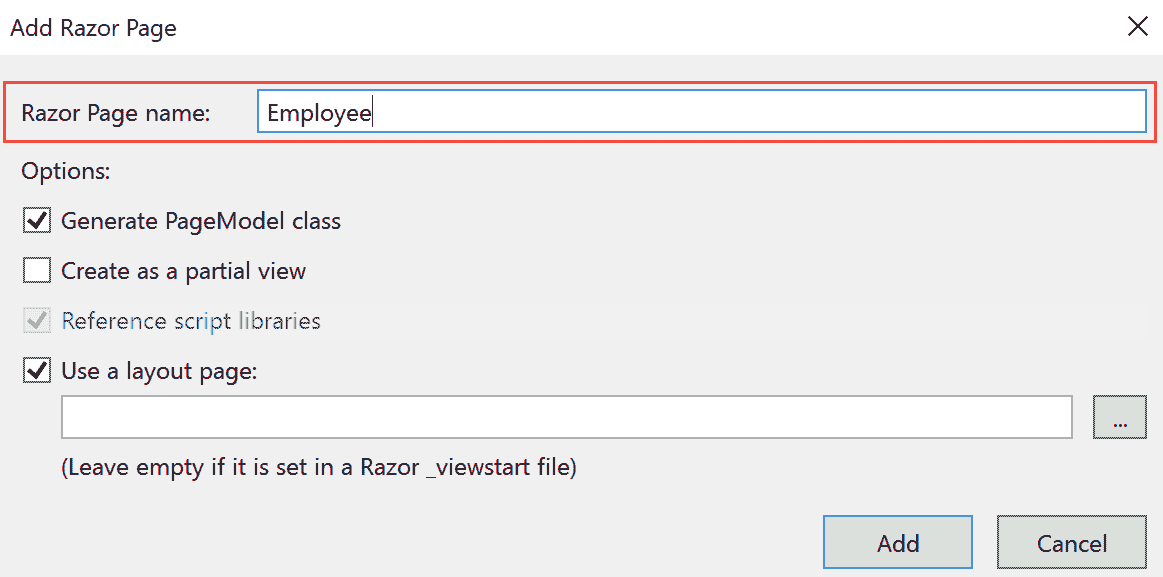 Add Razor Page
Razor Page name: Employee
Options:
Generate PageModel class
Create as a partial view
Reference script libraries
Use a layout page:
...
(Leave empty if it is set in a Razor _viewstart file)
Add Cancel